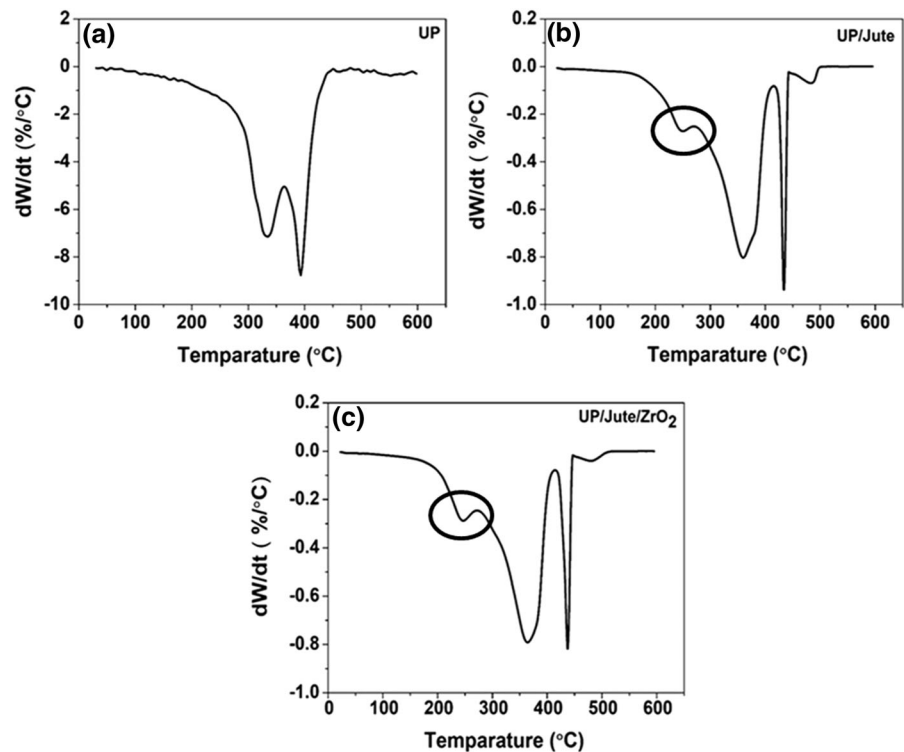 (a)
UP
2
0
-2
-4
-6
-8
-10
dW/dt (%/°C)
0 100 200 300 400 500 600
Temparature (°C)
(b)
UP/Jute
0.2
0.0
-0.2
-0.4
-0.6
-0.8
-1.0
dW/dt ( %/°C)
0 100 200 300 400 500 600
Temparature (°C)
(c)
UP/Jute/ZrO₂
0.2
0.0
-0.2
-0.4
-0.6
-0.8
-1.0
dW/dt ( %/°C)
0 100 200 300 400 500 600
Temparature (°C)